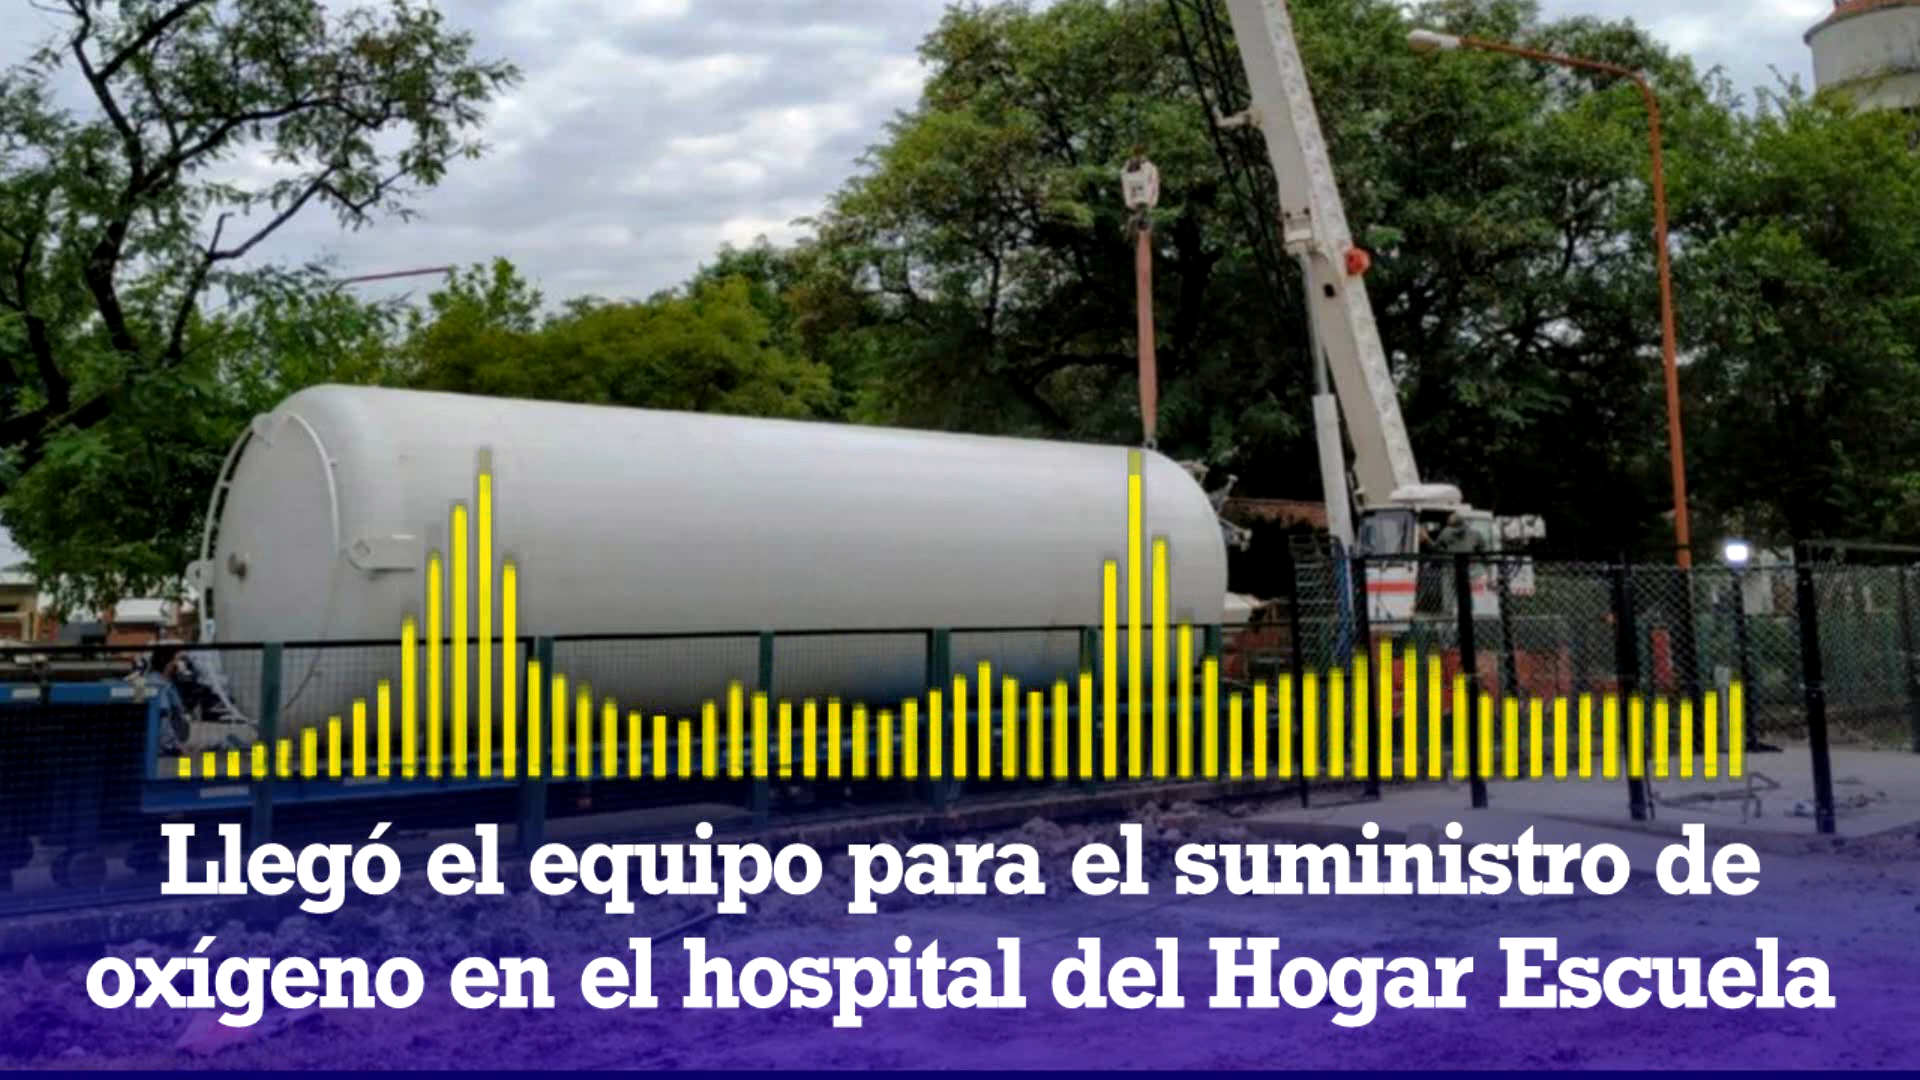 Llegó el equipo para el suministro de
oxígeno en el hospital del Hogar Escuela